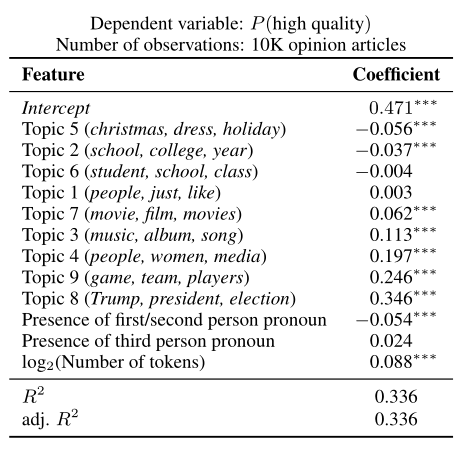 Dependent variable: P(high quality)
Number of observations: 10K opinion articles
Feature Coefficient
Intercept 0.471***
Topic 5 (christmas, dress, holiday) −0.056***
Topic 2 (school, college, year) −0.037***
Topic 6 (student, school, class) −0.004
Topic 1 (people, just, like) 0.003
Topic 7 (movie, film, movies) 0.062***
Topic 3 (music, album, song) 0.113***
Topic 4 (people, women, media) 0.197***
Topic 9 (game, team, players) 0.246***
Topic 8 (Trump, president, election) 0.346***
Presence of first/second person pronoun −0.054***
Presence of third person pronoun 0.024
log₂(Number of tokens) 0.088***
R² 0.336
adj. R² 0.336